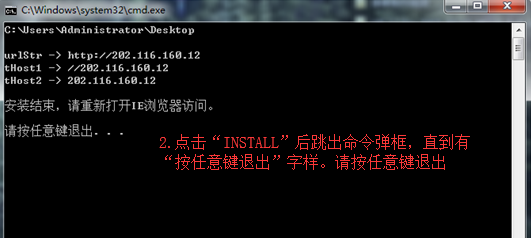 C:\Windows\system32\cmd.exe
C:\Users\Administrator\Desktop
urlStr -> http://202.116.160.12
tHost1 -> //202.116.160.12
tHost2 -> 202.116.160.12
安装结束，请重新打开IE浏览器访问。
请按任意键退出. . .
2.点击“INSTALL”后跳出命令弹框，直到有
“按任意键退出”字样。请按任意键退出